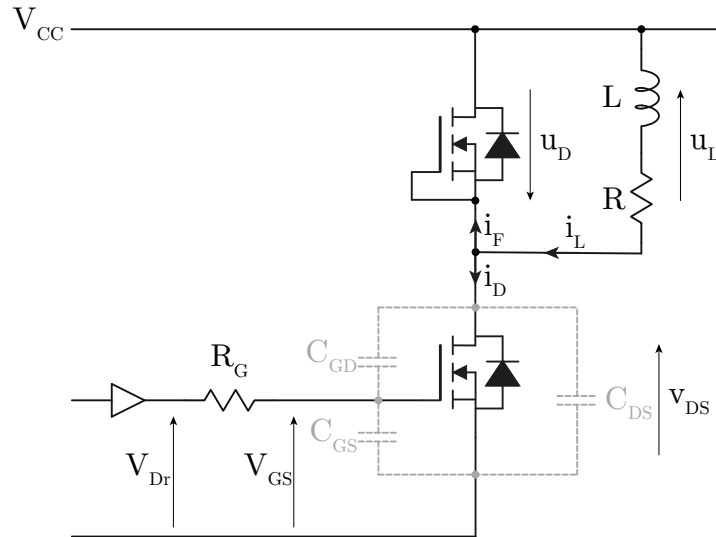 V_CC
L
u_D
u_L
R
i_F
i_L
i_D
R_G
C_GD
C_GS
C_DS
v_DS
V_Dr
V_GS